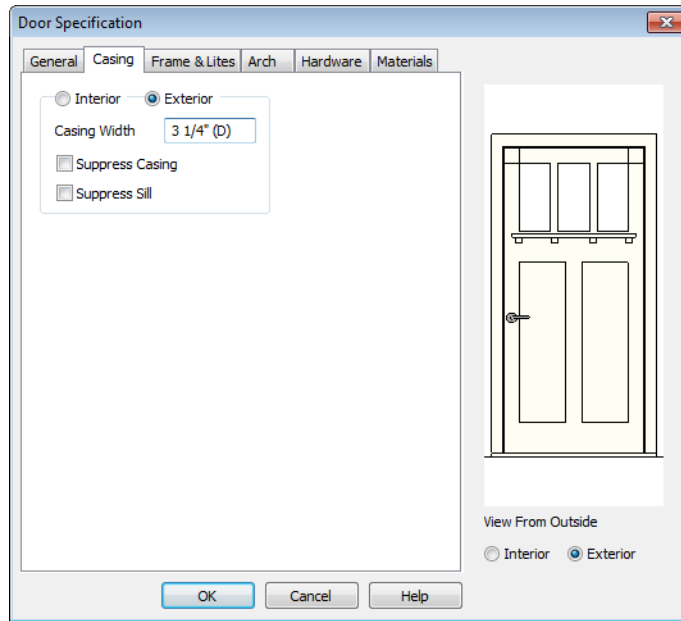 Door Specification
General Casing Frame & Lites Arch Hardware Materials
Interior Exterior
Casing Width 3 1/4" (D)
Suppress Casing
Suppress Sill
View From Outside
Interior Exterior
OK Cancel Help